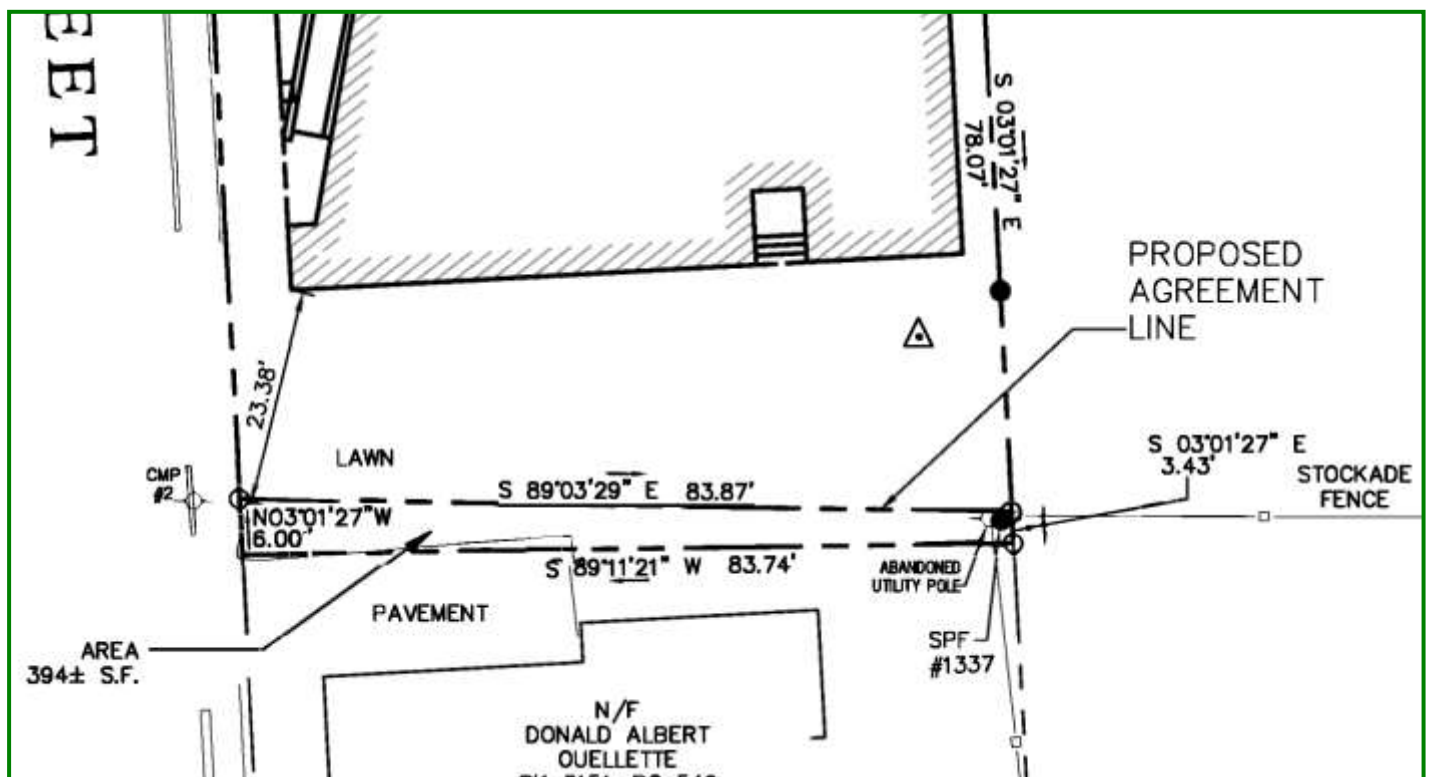 EET
S 03°01'27" E
78.07'
PROPOSED
AGREEMENT
LINE
23.38'
S 03°01'27" E
3.43'
STOCKADE
FENCE
CMP
#2
LAWN
S 89°03'29" E 83.87'
N03°01'27"W
6.00'
S 89°11'21" W 83.74'
ABANDONED
UTILITY POLE
PAVEMENT
SPF
#1337
AREA
394± S.F.
N/F
DONALD ALBERT
OUELLETTE